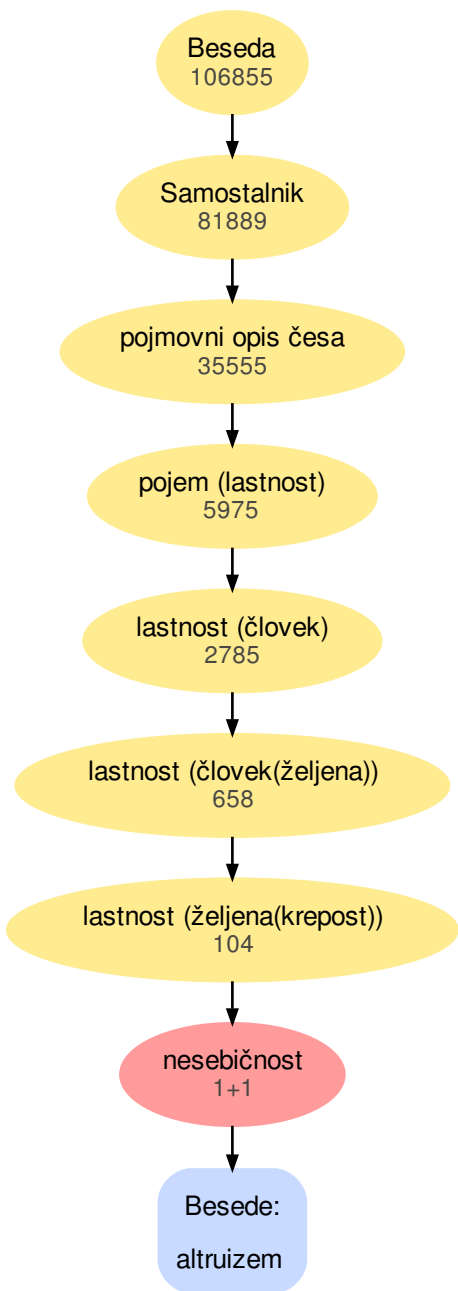 Beseda
106855
Samostalnik
81889
pojmovni opis česa
35555
pojem (lastnost)
5975
lastnost (človek)
2785
lastnost (človek(željena))
658
lastnost (željena(krepost))
104
nesebičnost
1+1
Besede:
altruizem